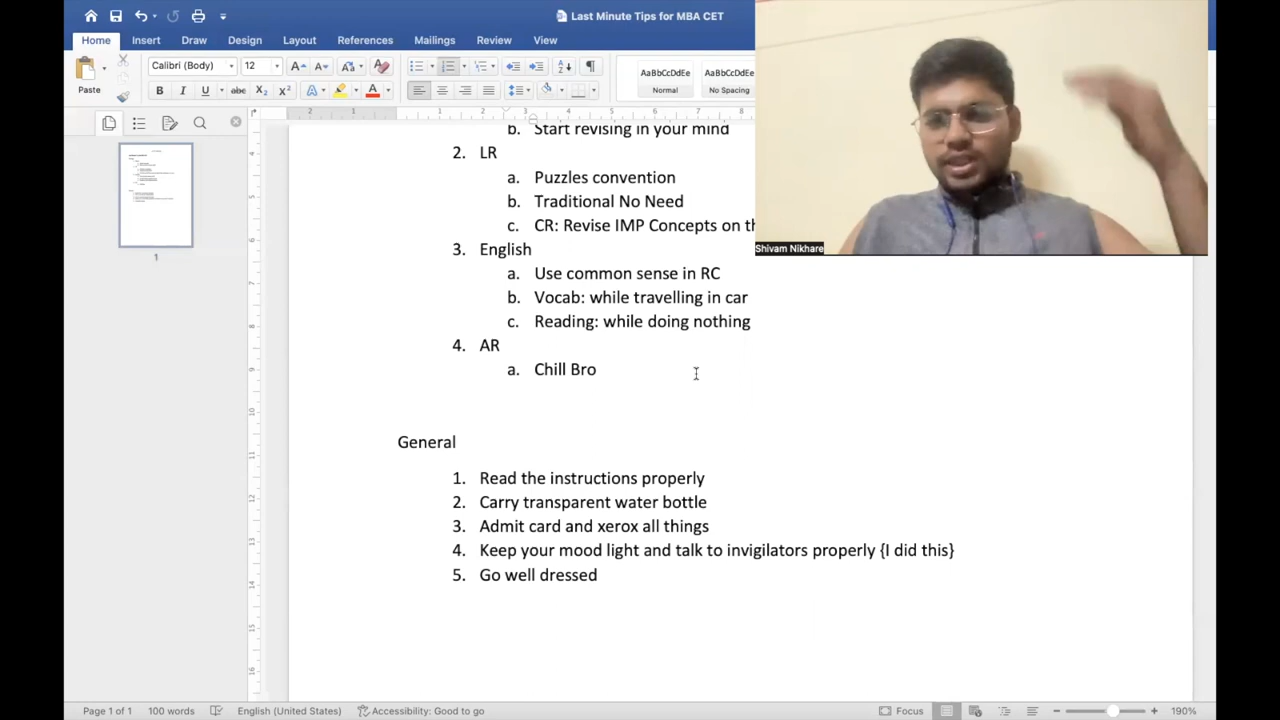 Last Minute Tips for MBA CET
Home Insert Draw Design Layout References Mailings Review View
Paste
Calibri (Body) 12
AaBbCcDdEe
Normal
AaBbCcDdEe
No Spacing
b. Start revising in your mind
2. LR
a. Puzzles convention
b. Traditional No Need
c. CR: Revise IMP Concepts on
3. English
a. Use common sense in RC
b. Vocab: while travelling in car
c. Reading: while doing nothing
4. AR
a. Chill Bro
General
1. Read the instructions properly
2. Carry transparent water bottle
3. Admit card and xerox all things
4. Keep your mood light and talk to invigilators properly {I did this}
5. Go well dressed
Shivam Nikhare
1
Page 1 of 1 100 words English (United States) Accessibility: Good to go Focus 190%